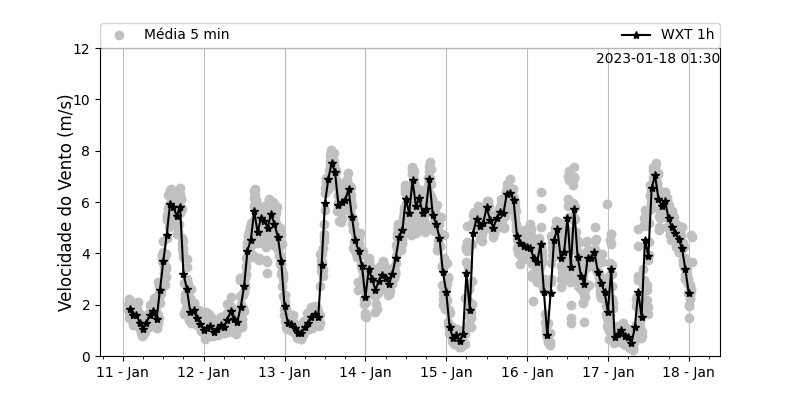 Média 5 min WXT 1h
2023-01-18 01:30
12
10
8
6
4
2
0
Velocidade do Vento (m/s)
11 - Jan 12 - Jan 13 - Jan 14 - Jan 15 - Jan 16 - Jan 17 - Jan 18 - Jan